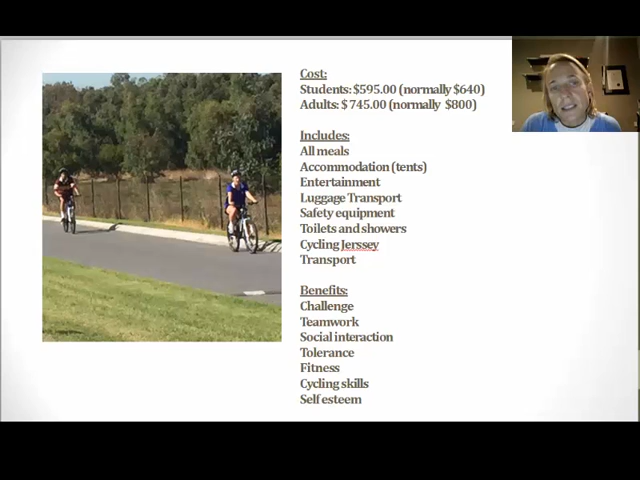 Cost:
Students: $595.00 (normally $640)
Adults: $ 745.00 (normally $800)
Includes:
All meals
Accommodation (tents)
Entertainment
Luggage Transport
Safety equipment
Toilets and showers
Cycling Jerssey
Transport
Benefits:
Challenge
Teamwork
Social interaction
Tolerance
Fitness
Cycling skills
Self esteem